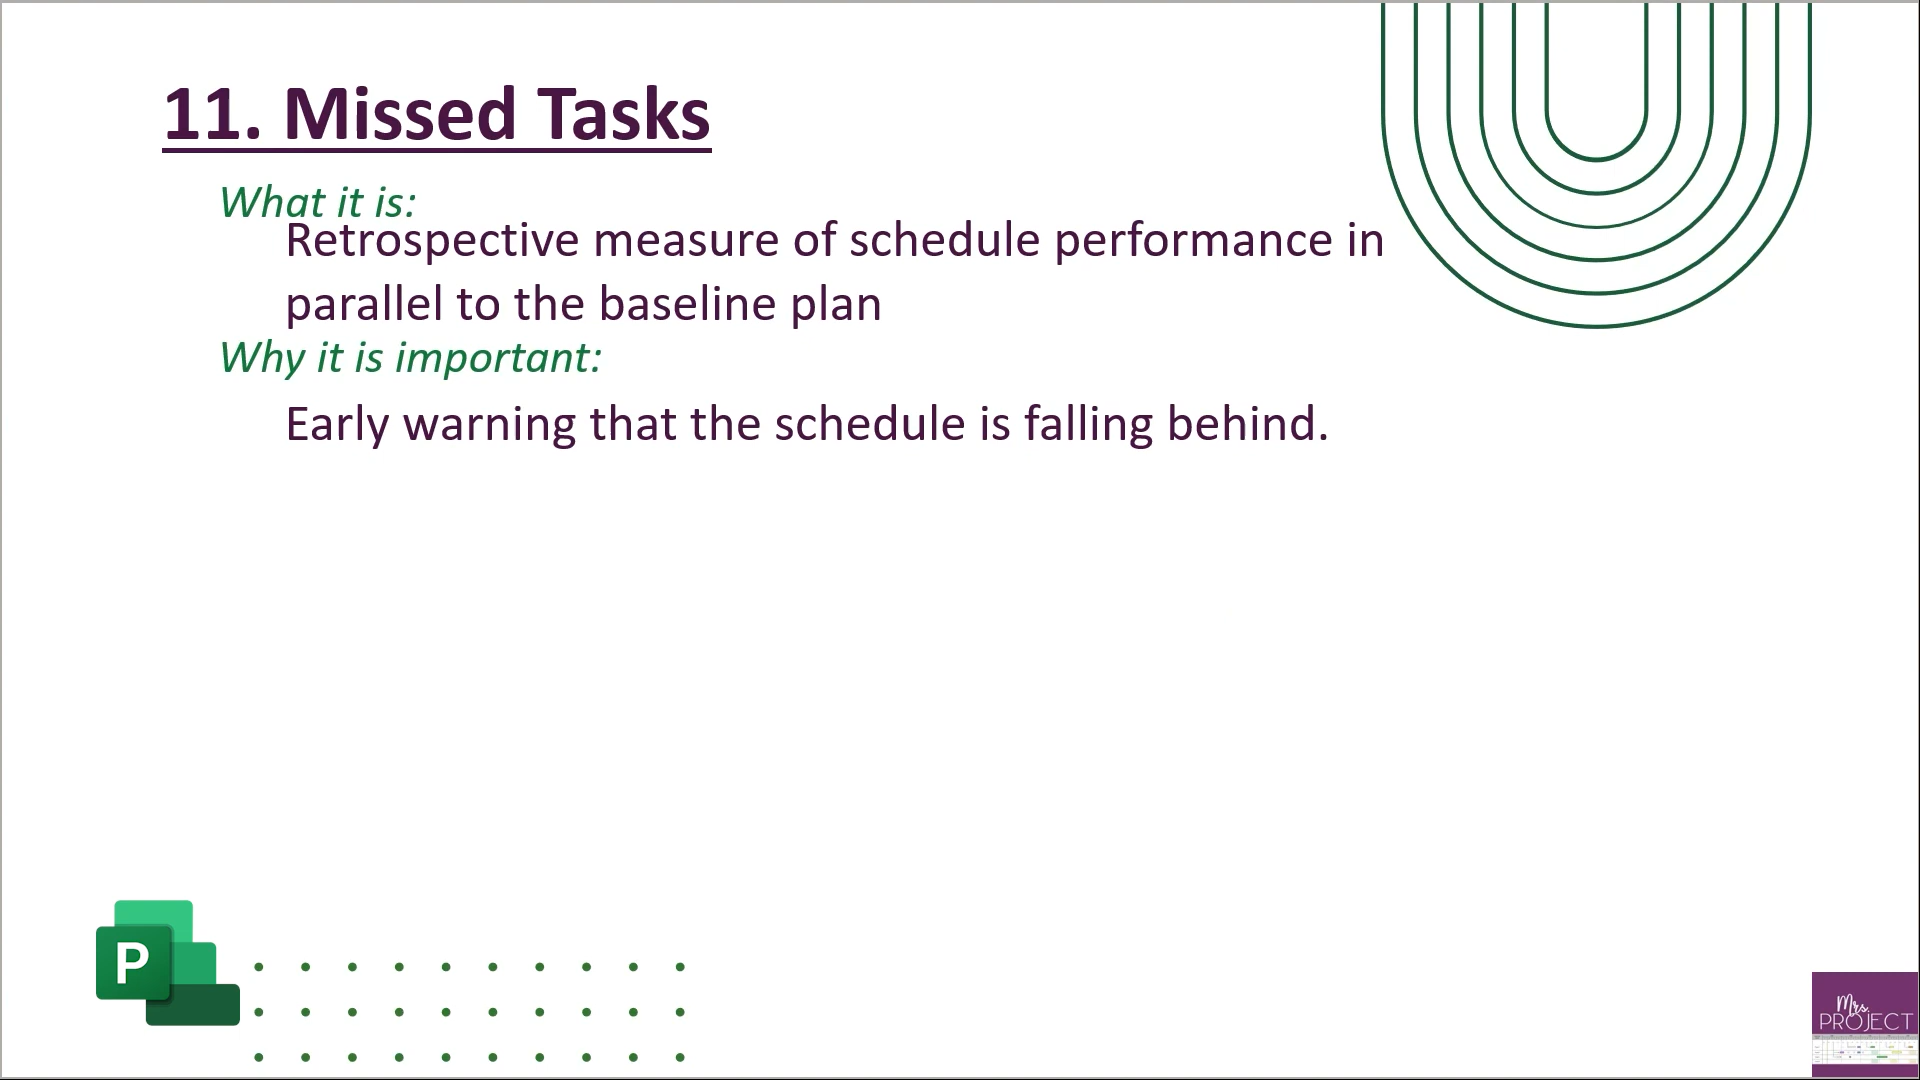 11. Missed Tasks
What it is:
Retrospective measure of schedule performance in
parallel to the baseline plan
Why it is important:
Early warning that the schedule is falling behind.
P
Mrs.
PROJECT